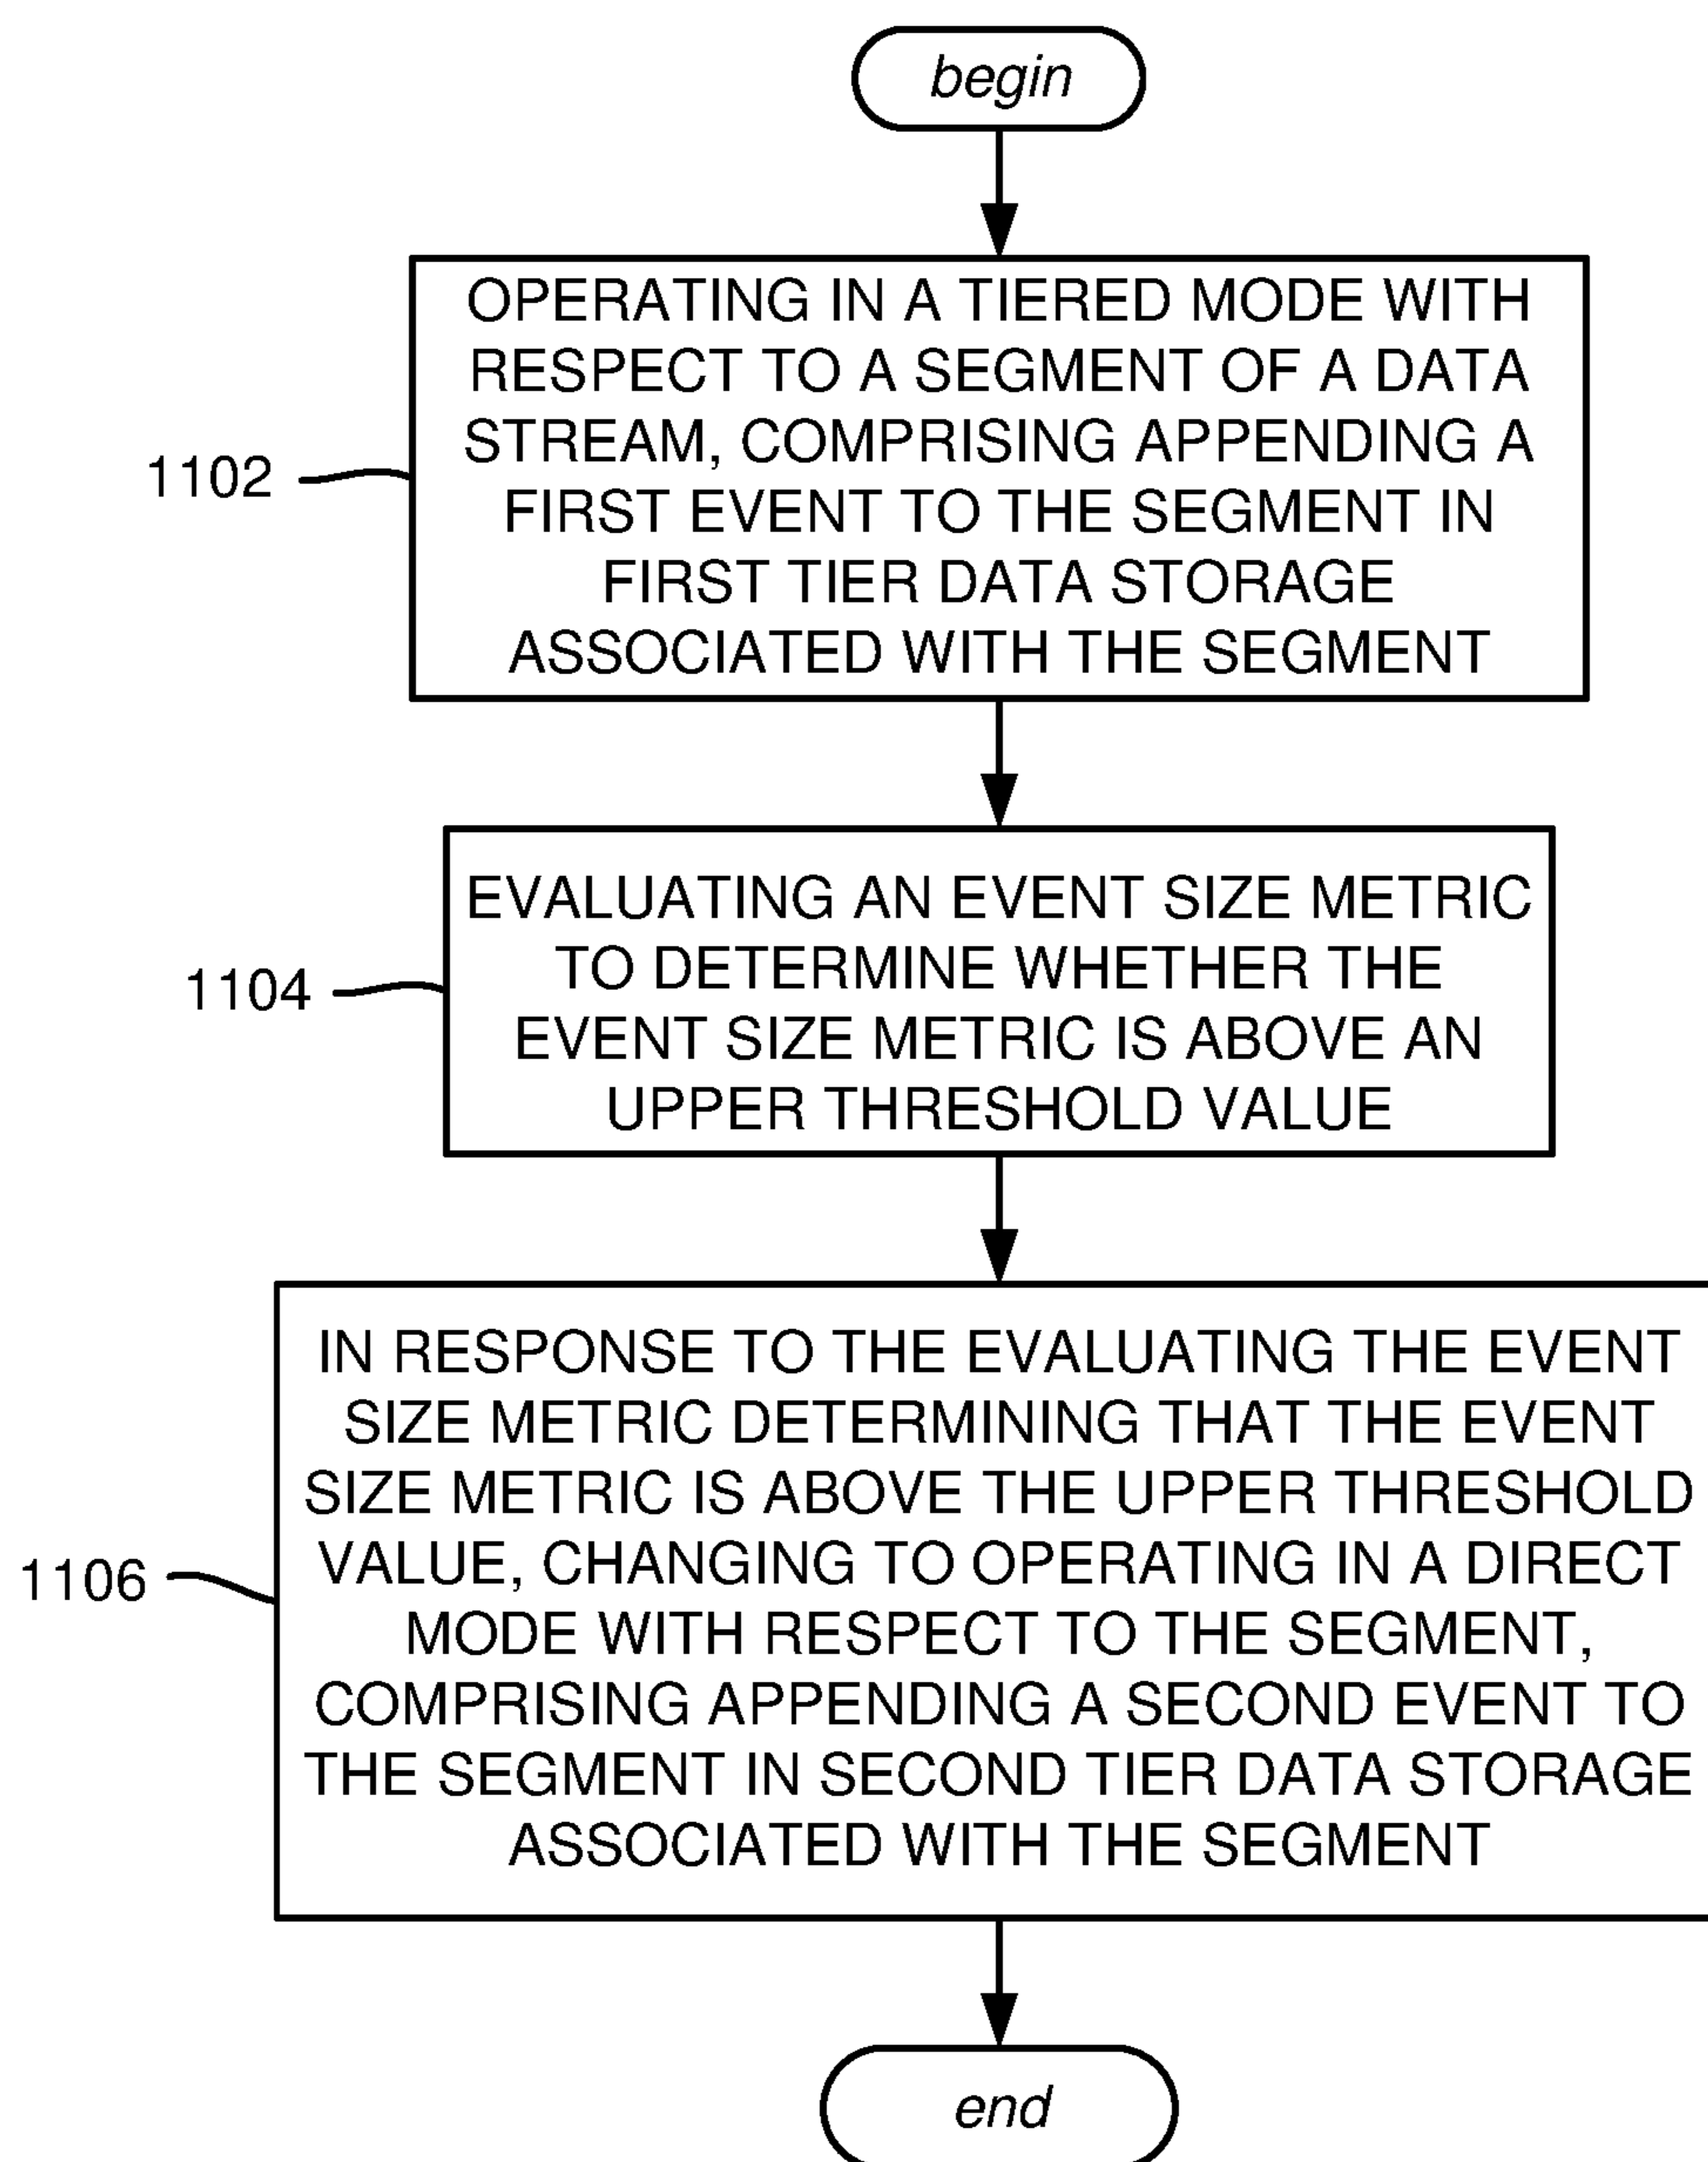 begin
OPERATING IN A TIERED MODE WITH
RESPECT TO A SEGMENT OF A DATA
STREAM, COMPRISING APPENDING A
FIRST EVENT TO THE SEGMENT IN
FIRST TIER DATA STORAGE
ASSOCIATED WITH THE SEGMENT
1102
EVALUATING AN EVENT SIZE METRIC
TO DETERMINE WHETHER THE
EVENT SIZE METRIC IS ABOVE AN
UPPER THRESHOLD VALUE
1104
IN RESPONSE TO THE EVALUATING THE EVENT
SIZE METRIC DETERMINING THAT THE EVENT
SIZE METRIC IS ABOVE THE UPPER THRESHOLD
VALUE, CHANGING TO OPERATING IN A DIRECT
MODE WITH RESPECT TO THE SEGMENT,
COMPRISING APPENDING A SECOND EVENT TO
THE SEGMENT IN SECOND TIER DATA STORAGE
ASSOCIATED WITH THE SEGMENT
1106
end